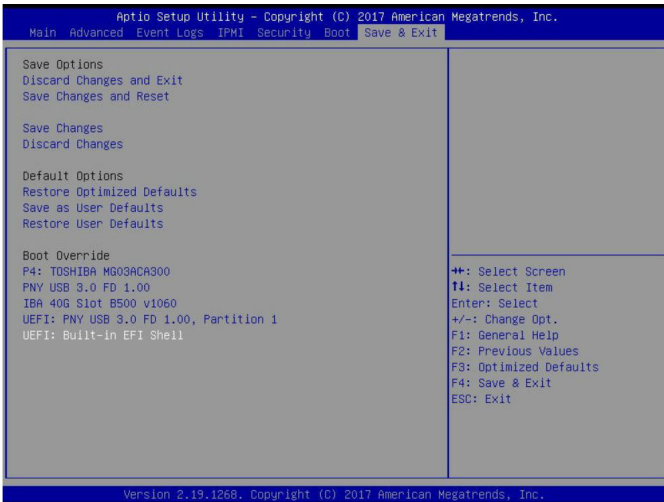 Aptio Setup Utility – Copyright (C) 2017 American Megatrends, Inc.
Main Advanced Event Logs IPMI Security Boot Save & Exit
Save Options
Discard Changes and Exit
Save Changes and Reset
Save Changes
Discard Changes
Default Options
Restore Optimized Defaults
Save as User Defaults
Restore User Defaults
Boot Override
P4: TOSHIBA MG03ACA300
PNY USB 3.0 FD 1.00
IBA 40G Slot B500 v1060
UEFI: PNY USB 3.0 FD 1.00, Partition 1
UEFI: Built-in EFI Shell
→←: Select Screen
↑↓: Select Item
Enter: Select
+/-: Change Opt.
F1: General Help
F2: Previous Values
F3: Optimized Defaults
F4: Save & Exit
ESC: Exit
Version 2.19.1268. Copyright (C) 2017 American Megatrends, Inc.